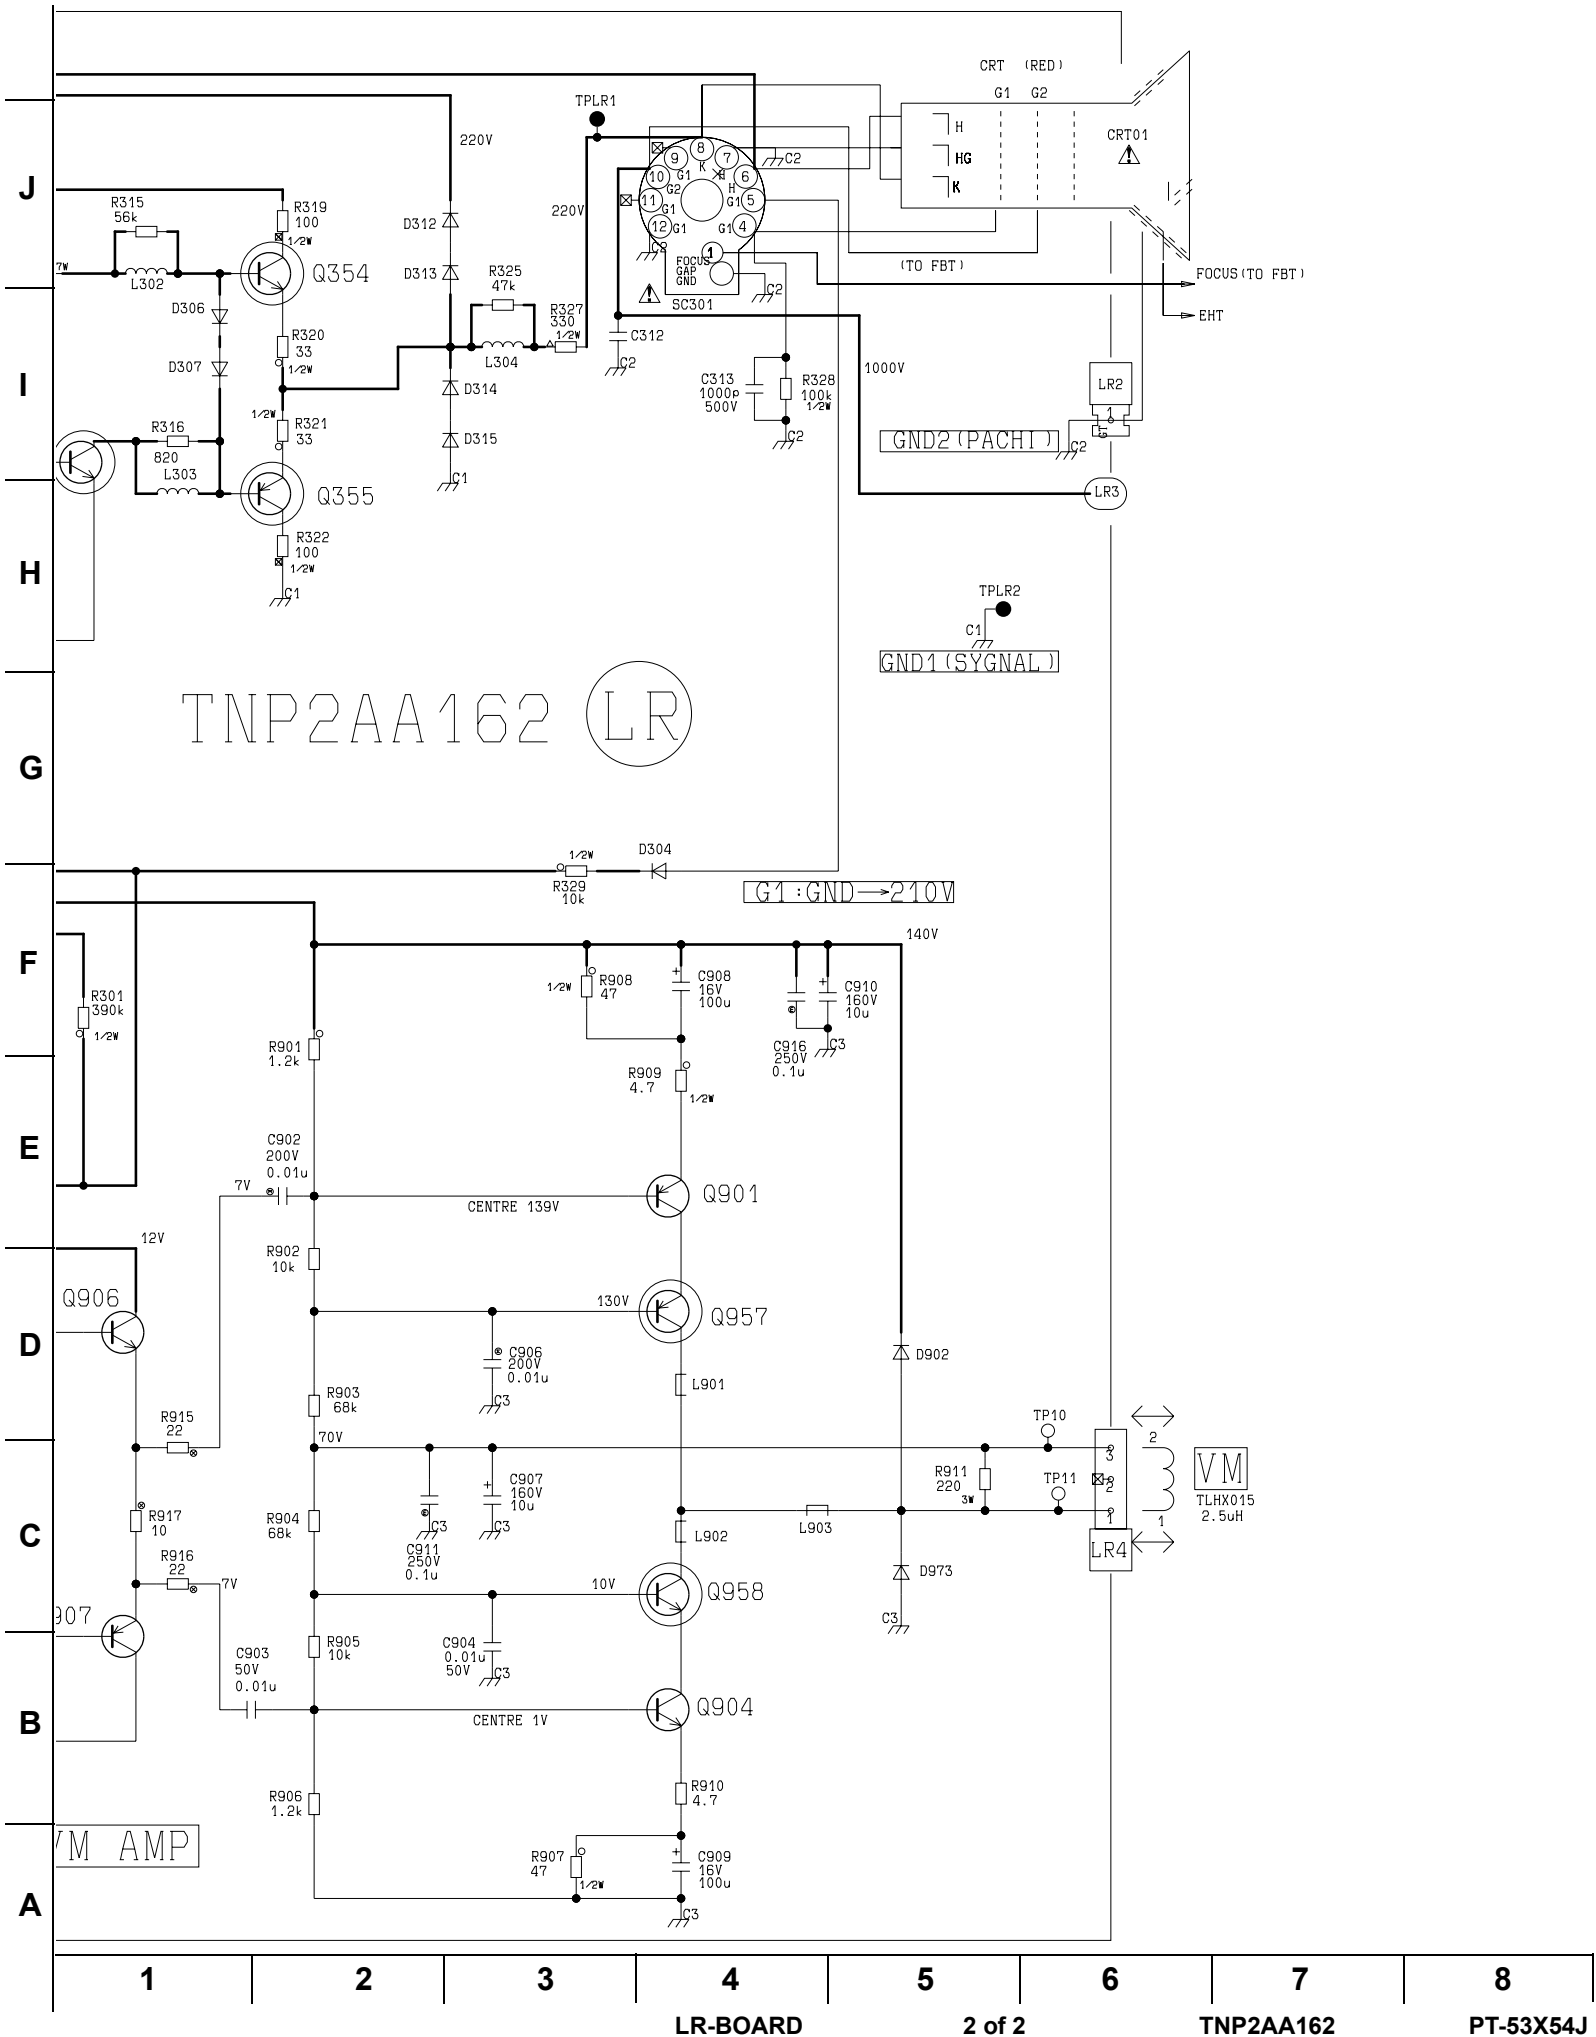 CRT (RED)
G1 G2
TPLR1
H
HG
K
CRT01
220V
8
9
7
K
C2
10
G1
H
6
G2
H
11
G1
5
G1
12
G1
G1
4
J
R315
56k
R319
100
1/2W
D312
220V
C2
1
FOCUS
GAP
GND
(TO FBT)
FOCUS(TO FBT)
7W
L302
Q354
D313
R325
47k
C2
SC301
EHT
D306
R320
33
1/2W
R327
330
1/2W
C312
L304
C2
D307
I
D314
C313
1000p
500V
R328
100k
1/2W
1000V
LR2
1/2W
R321
33
R316
820
D315
C2
GND2(PACHI)
1
GT
C2
L303
Q355
C1
LR3
R322
100
1/2W
H
C1
TPLR2
C1
GND1(SYGNAL)
TNP2AA162 LR
G
1/2W
D304
R329
10k
G1:GND→210V
140V
F
R301
390k
1/2W
1/2W
R908
47
+
C908
16V
100u
+
C910
160V
10u
R901
1.2k
C916
250V
0.1u
C3
R909
4.7
1/2W
E
C902
200V
0.01u
7V
CENTRE 139V
Q901
12V
R902
10k
Q906
130V
Q957
D
C906
200V
0.01u
D902
L901
R903
68k
C3
R915
22
70V
TP10
2
3
C907
+
160V
10u
R911
220
3W
TP11
2
VM
TLHX015
2.5uH
R917
10
R904
68k
C3
C3
L902
L903
1
1
C
C911
250V
0.1u
LR4
R916
22
7V
10V
Q958
D973
907
C3
R905
10k
C904
0.01u
50V
C3
C903
50V
0.01u
B
CENTRE 1V
Q904
R906
1.2k
R910
4.7
VM AMP
R907
47
1/2W
+
C909
16V
100u
A
C3
1 2 3 4 5 6 7 8
LR-BOARD 2 of 2 TNP2AA162 PT-53X54J